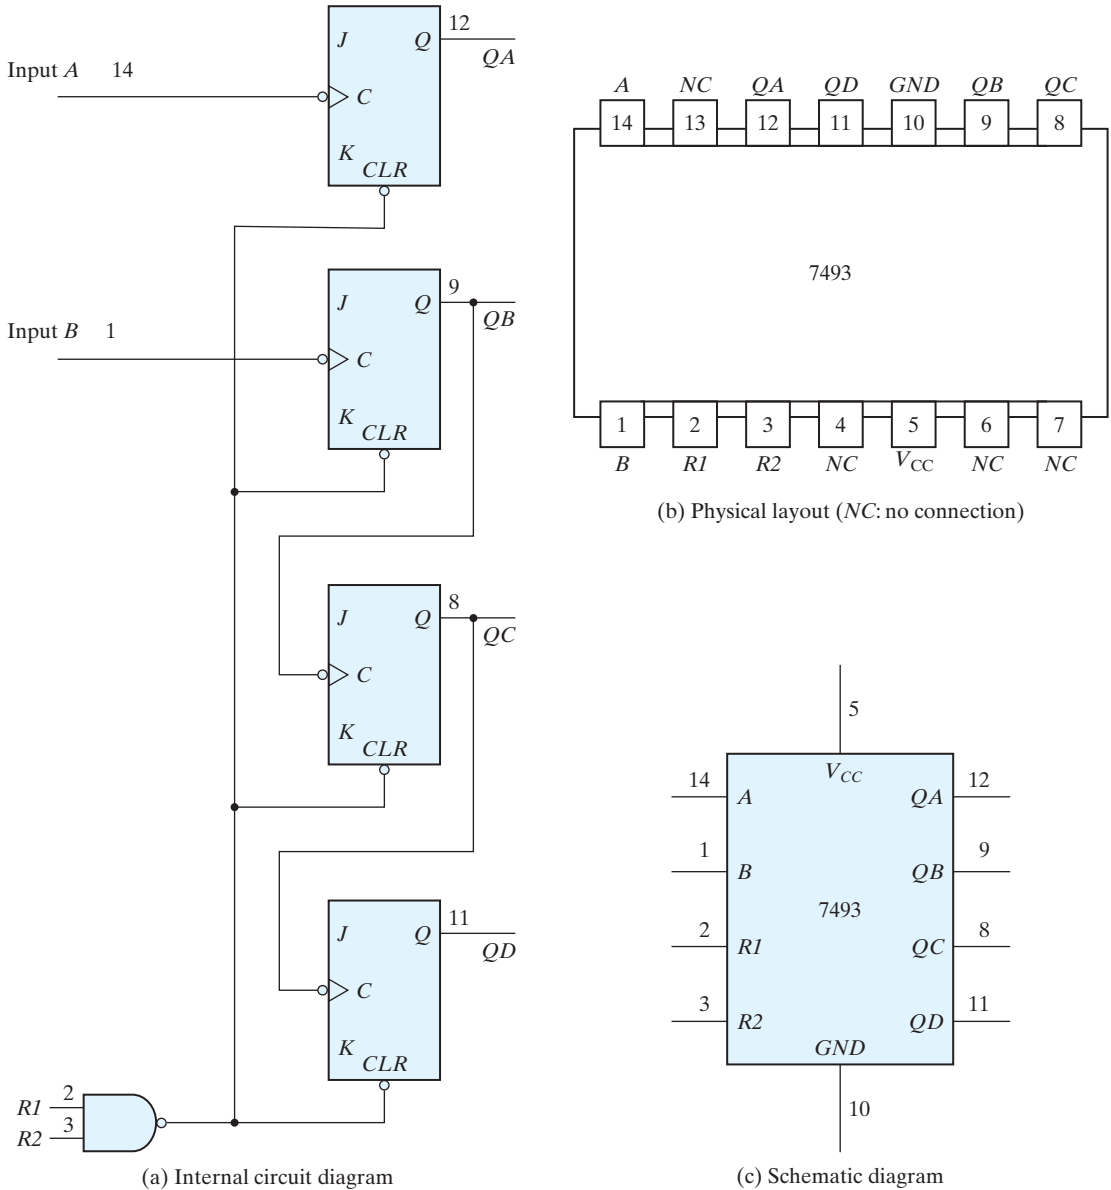 12
J Q
QA
Input A 14
C
K
CLR
9
J Q
QB
Input B 1
C
K
CLR
8
J Q
QC
C
K
CLR
11
J Q
QD
C
K
CLR
R1 2
R2 3
(a) Internal circuit diagram
A NC QA QD GND QB QC
14 13 12 11 10 9 8
7493
1 2 3 4 5 6 7
B R1 R2 NC VCC NC NC
(b) Physical layout (NC: no connection)
5
VCC
14 A QA 12
1 B QB 9
7493
2 R1 QC 8
3 R2 QD 11
GND
10
(c) Schematic diagram